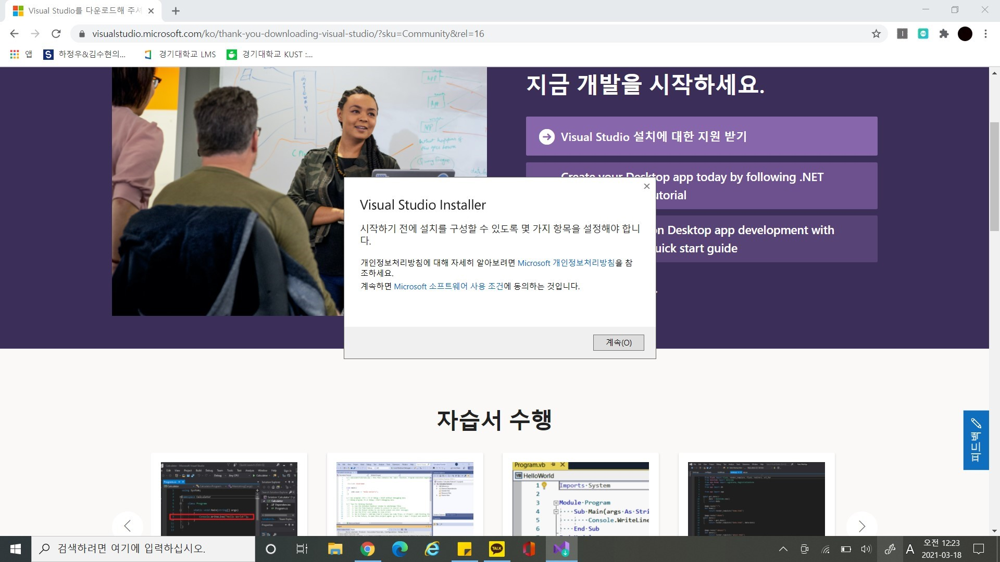 Visual Studio를 다운로드해 주셔
visualstudio.microsoft.com/ko/thank-you-downloading-visual-studio/?sku=Community&rel=16
앱
하정우&김수현의...
경기대학교 LMS
경기대학교 KUST :...
GATEWAY
APP
APP
APP
what happens if
지금 개발을 시작하세요.
Visual Studio 설치에 대한 지원 받기
Create your Desktop app today by following .NET
utorial
on Desktop app development with
uick start guide
Visual Studio Installer
시작하기 전에 설치를 구성할 수 있도록 몇 가지 항목을 설정해야 합니
다.
개인정보처리방침에 대해 자세히 알아보려면 Microsoft 개인정보처리방침을 참
조하세요.
계속하면 Microsoft 소프트웨어 사용 조건에 동의하는 것입니다.
계속(O)
자습서 수행
피드백
Program.vb
HelloWorld
1 Imports System
2
3 Module Program
4 Sub Main(args As Stri
5 Console.WriteLine
6 End Sub
검색하려면 여기에 입력하십시오.
TALK
A
오전 12:23
2021-03-18